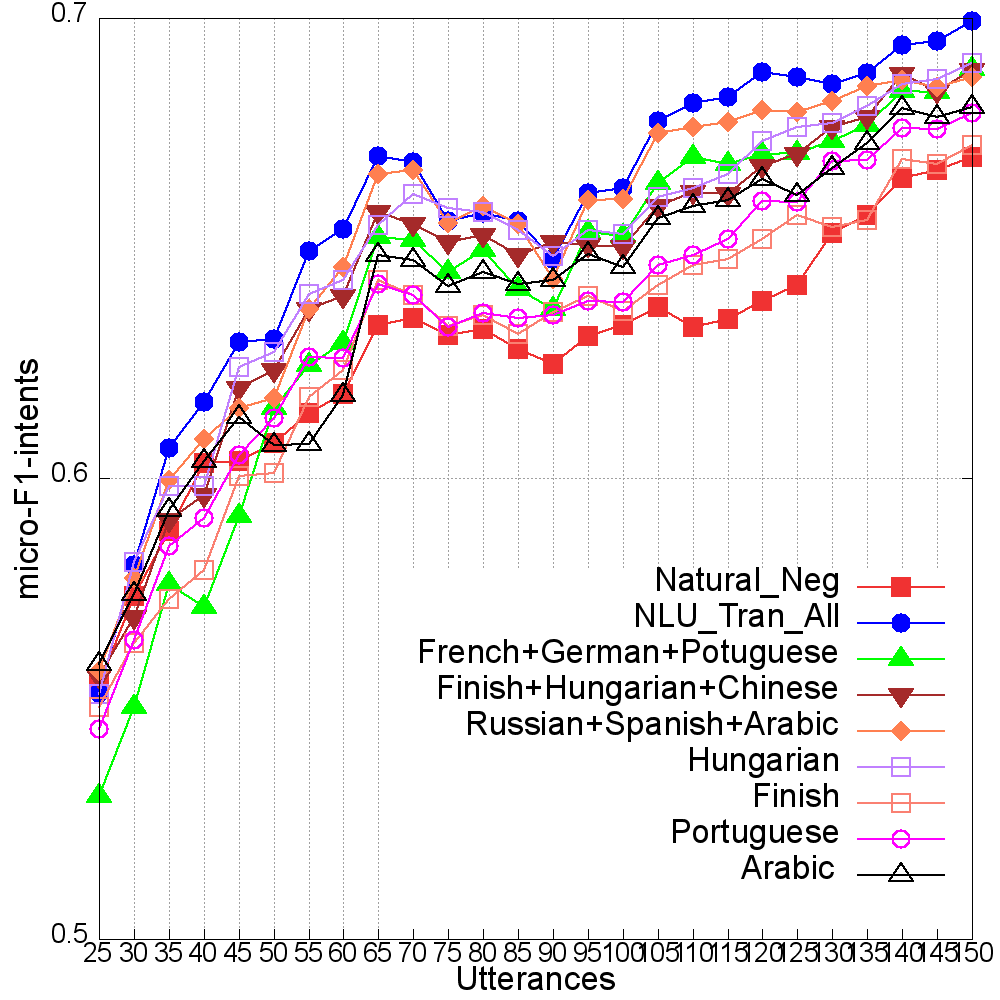 0.7
micro-F1-intents
0.6
Natural_Neg
NLU_Tran_All
French+German+Potuguese
Finish+Hungarian+Chinese
Russian+Spanish+Arabic
Hungarian
Finish
Portuguese
Arabic
0.5
25 30 35 40 45 50 55 60 65 70 75 80 85 90 95 100 105 110 115 120 125 130 135 140 145 150
Utterances